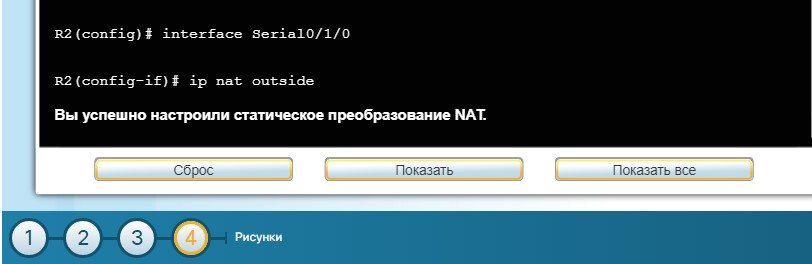 R2(config)# interface Serial0/1/0
R2(config-if)# ip nat outside
Вы успешно настроили статическое преобразование NAT.
Сброс Показать Показать все
1 2 3 4 Рисунки